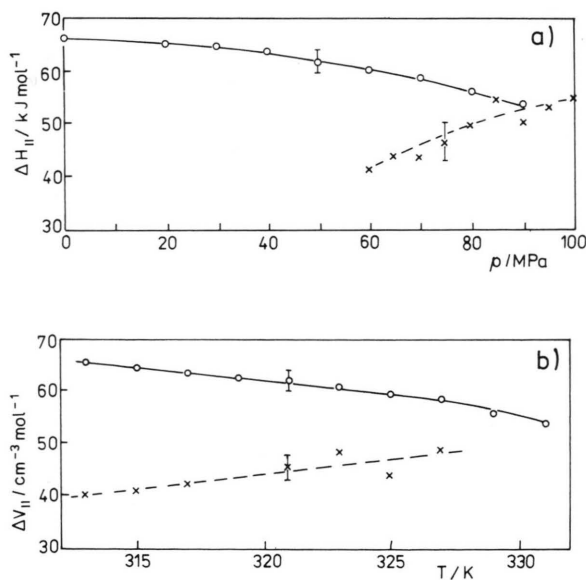 70
a)
60
50
40
30
ΔH_II / kJ mol⁻¹
0 20 40 60 80 100
p /MPa
70
b)
60
50
40
30
ΔV_II / cm⁻³ mol⁻¹
315 320 325 330
T / K